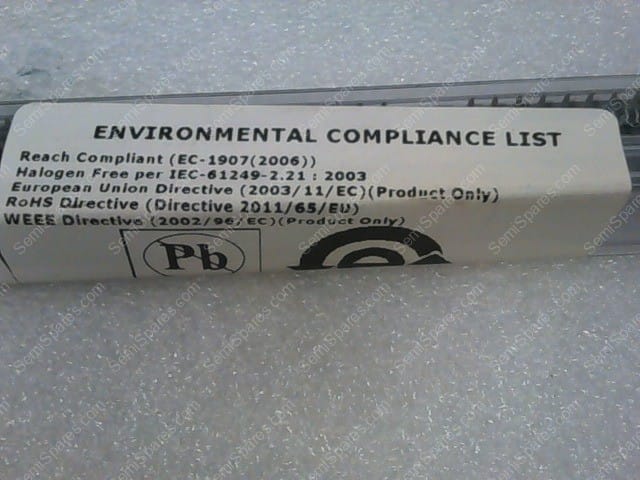 ENVIRONMENTAL COMPLIANCE LIST
Reach Compliant (EC-1907(2006))
Halogen Free per IEC-61249-2.21 : 2003
European Union Directive (2003/11/EC)(Product Only)
RoHS Directive (Directive 2011/65/EU)
WEEE Directive (2002/96/EC)(Product Only)
Pb
e
SemiSpares.com